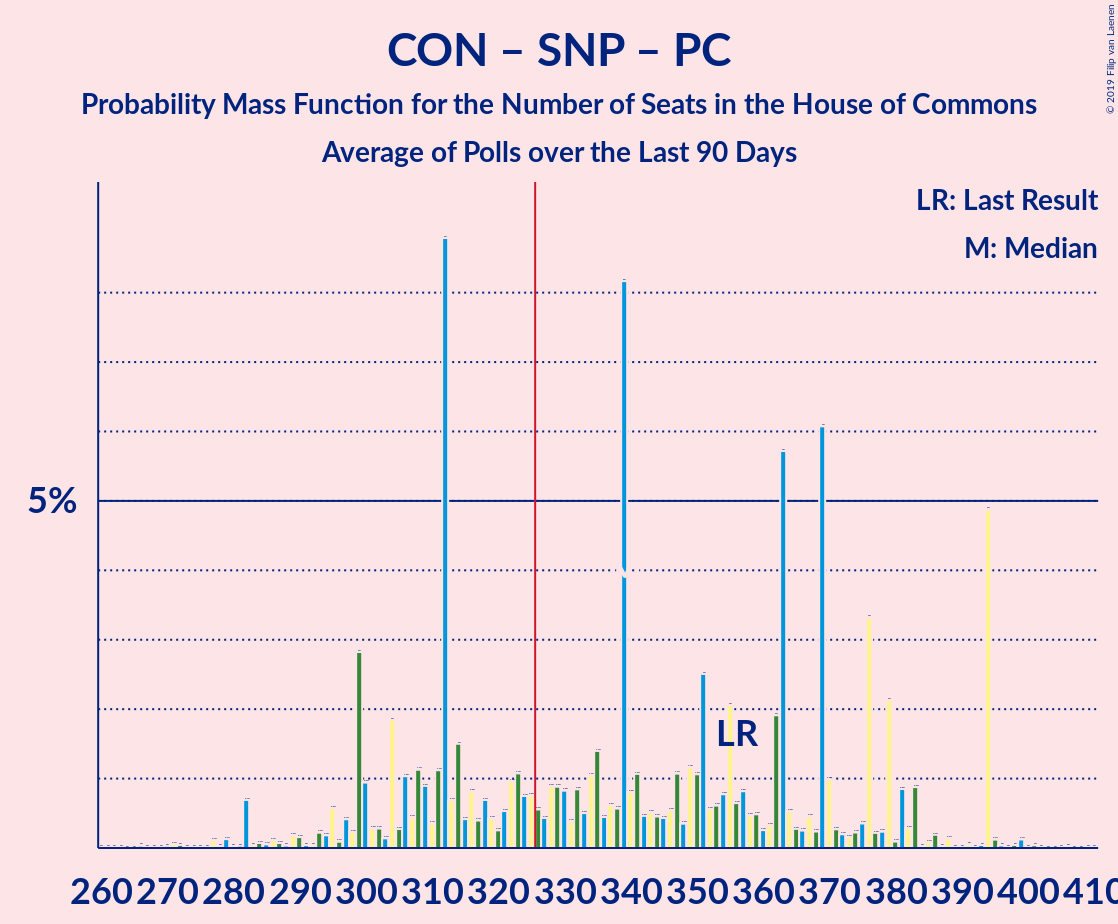 CON – SNP – PC
Probability Mass Function for the Number of Seats in the House of Commons
Average of Polls over the Last 90 Days
© 2019 Filip van Laenen
LR: Last Result
M: Median
5%
LR
260 270 280 290 300 310 320 330 340 350 360 370 380 390 400 410